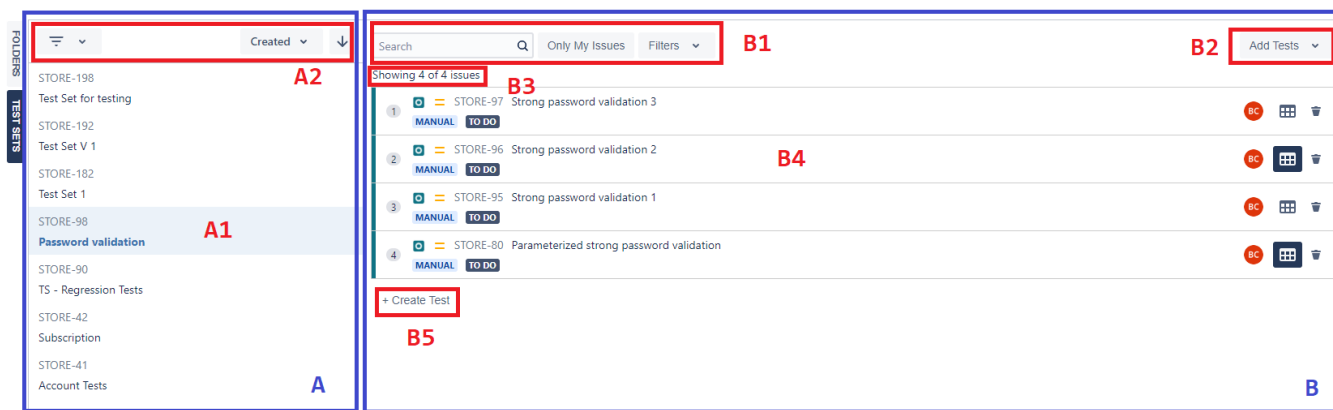 FOLDERS
TEST SETS
Created
A2
STORE-198
Test Set for testing
STORE-192
Test Set V 1
STORE-182
Test Set 1
STORE-98
Password validation
A1
STORE-90
TS - Regression Tests
STORE-42
Subscription
STORE-41
Account Tests
A
Search
Only My Issues
Filters
B1
B2
Add Tests
Showing 4 of 4 issues
B3
1 STORE-97 Strong password validation 3 BC
MANUAL TO DO
2 STORE-96 Strong password validation 2 BC
MANUAL TO DO
B4
3 STORE-95 Strong password validation 1 BC
MANUAL TO DO
4 STORE-80 Parameterized strong password validation BC
MANUAL TO DO
+ Create Test
B5
B